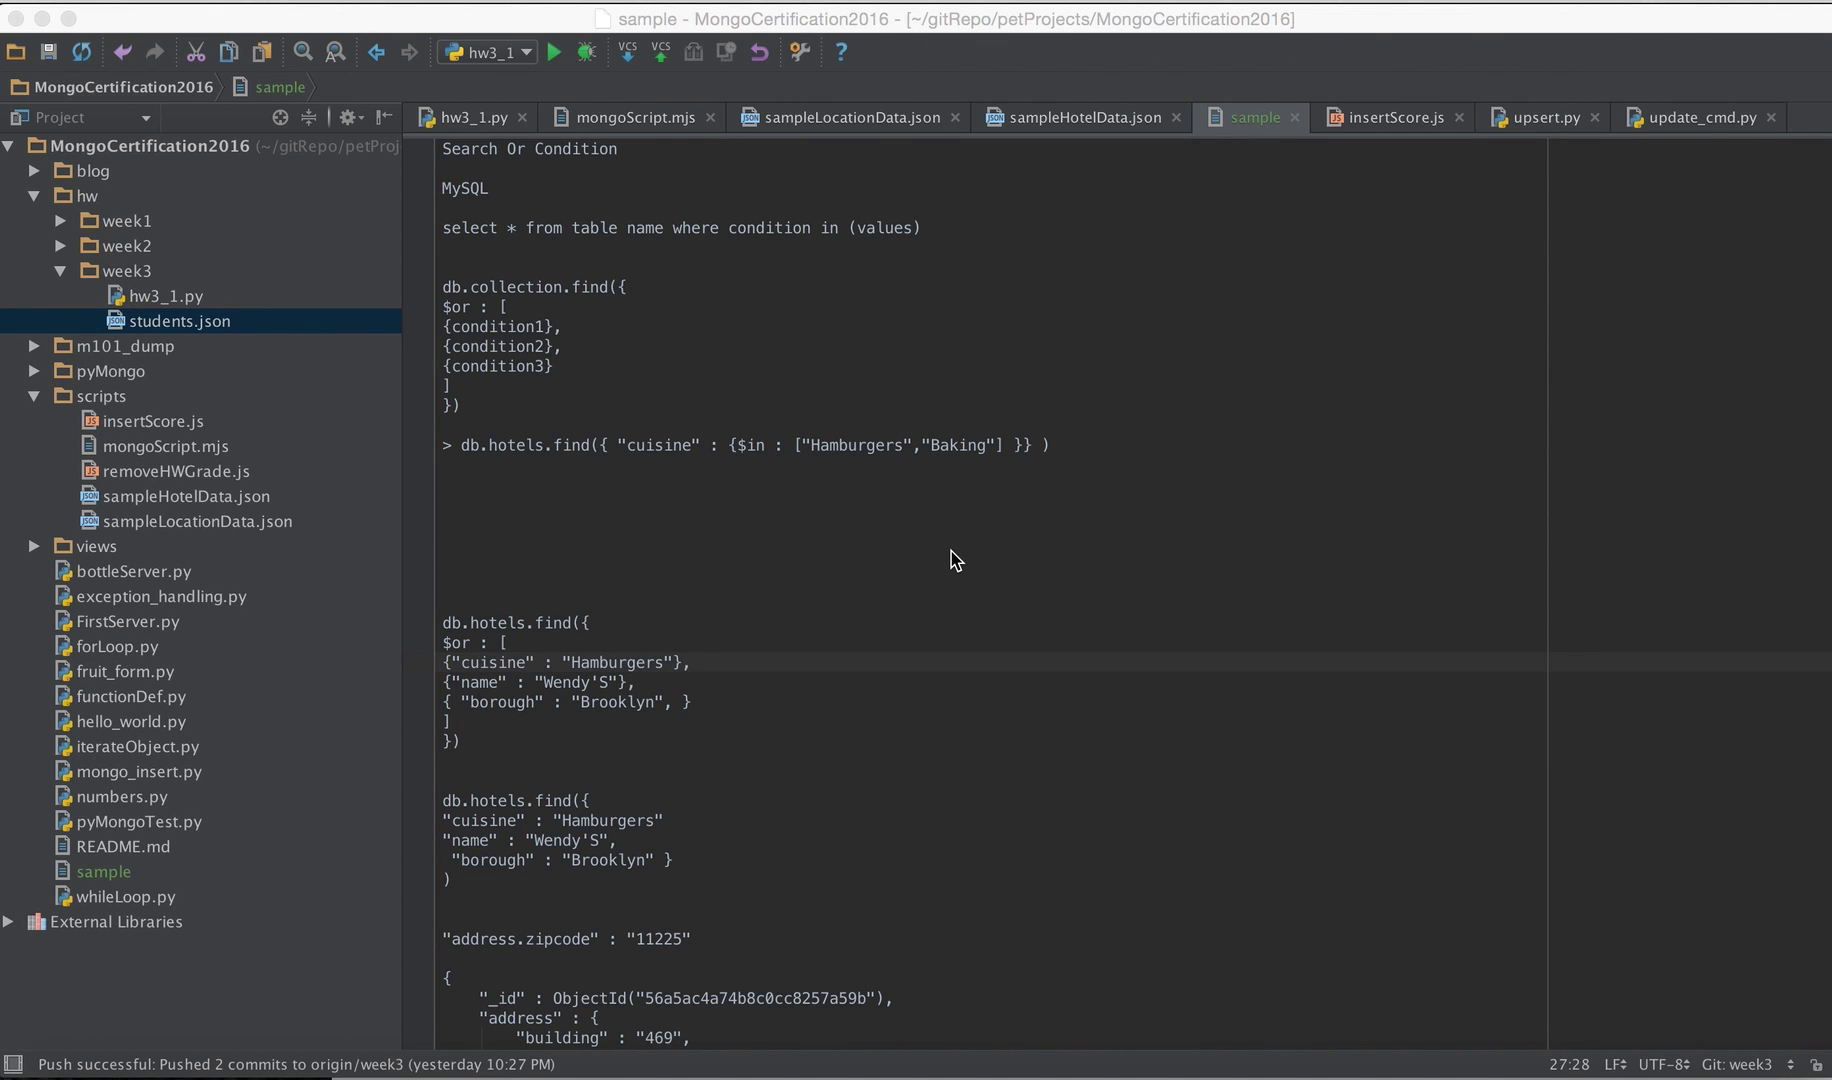 sample - MongoCertification2016 - [~/gitRepo/petProjects/MongoCertification2016]
hw3_1
VCS
VCS
?
MongoCertification2016
sample
Project
hw3_1.py
mongoScript.mjs
sampleLocationData.json
sampleHotelData.json
sample
insertScore.js
upsert.py
update_cmd.py
MongoCertification2016 (~/gitRepo/petProj
blog
hw
week1
week2
week3
hw3_1.py
students.json
m101_dump
pyMongo
scripts
insertScore.js
mongoScript.mjs
removeHWGrade.js
sampleHotelData.json
sampleLocationData.json
views
bottleServer.py
exception_handling.py
FirstServer.py
forLoop.py
fruit_form.py
functionDef.py
hello_world.py
iterateObject.py
mongo_insert.py
numbers.py
pyMongoTest.py
README.md
sample
whileLoop.py
External Libraries
Search Or Condition
MySQL
select * from table name where condition in (values)
db.collection.find({
$or : [
{condition1},
{condition2},
{condition3}
]
})
> db.hotels.find({ "cuisine" : {$in : ["Hamburgers","Baking"] }} )
db.hotels.find({
$or : [
{"cuisine" : "Hamburgers"},
{"name" : "Wendy'S"},
{ "borough" : "Brooklyn", }
]
})
db.hotels.find({
"cuisine" : "Hamburgers"
"name" : "Wendy'S",
"borough" : "Brooklyn" }
)
"address.zipcode" : "11225"
{
"_id" : ObjectId("56a5ac4a74b8c0cc8257a59b"),
"address" : {
"building" : "469",
Push successful: Pushed 2 commits to origin/week3 (yesterday 10:27 PM)
27:28 LF UTF-8 Git: week3